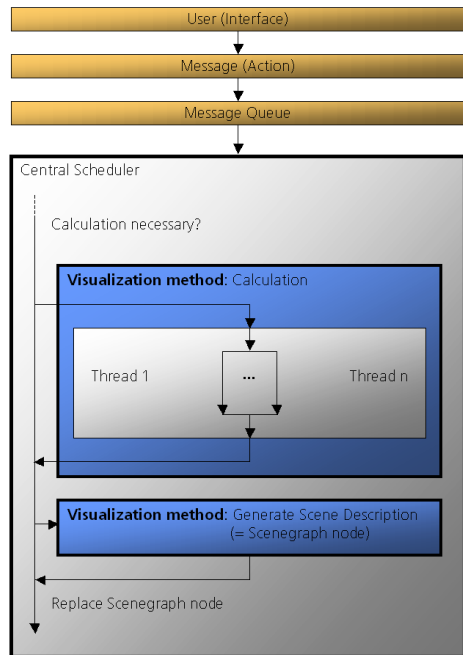 User (Interface)
Message (Action)
Message Queue
Central Scheduler
Calculation necessary?
Visualization method: Calculation
Thread 1
...
Thread n
Visualization method: Generate Scene Description
(= Scenegraph node)
Replace Scenegraph node